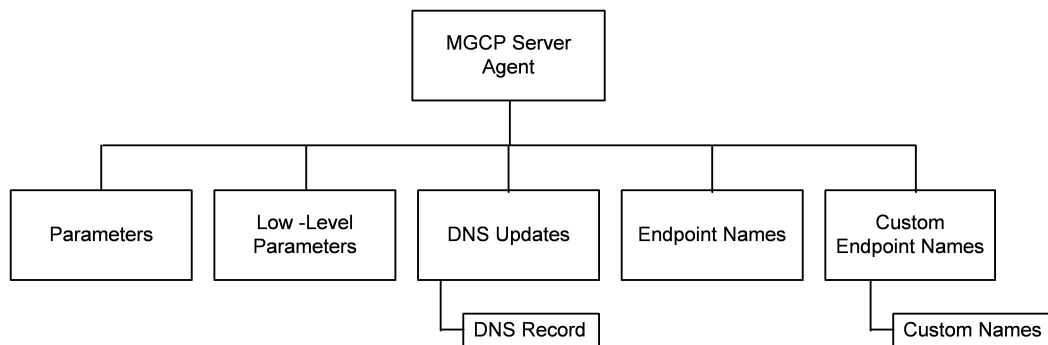 MGCP Server
Agent
Parameters
Low -Level
Parameters
DNS Updates
Endpoint Names
Custom
Endpoint Names
DNS Record
Custom Names